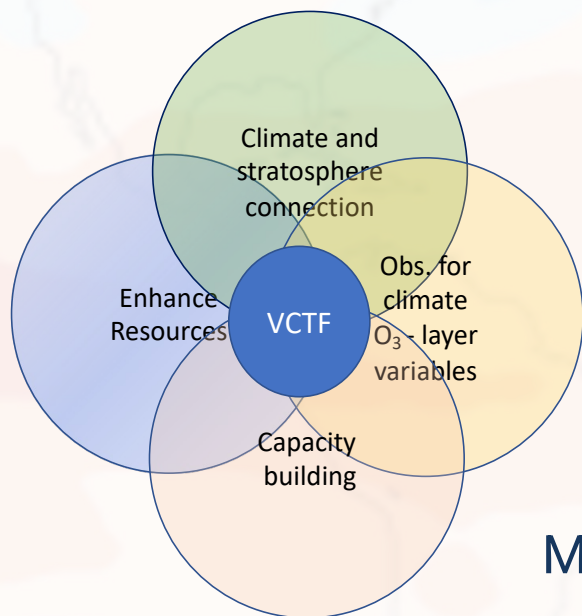 Climate and
stratosphere
connection
Enhance
Resources
VCTF
Obs. for
climate
O₃ - layer
variables
Capacity
building
M